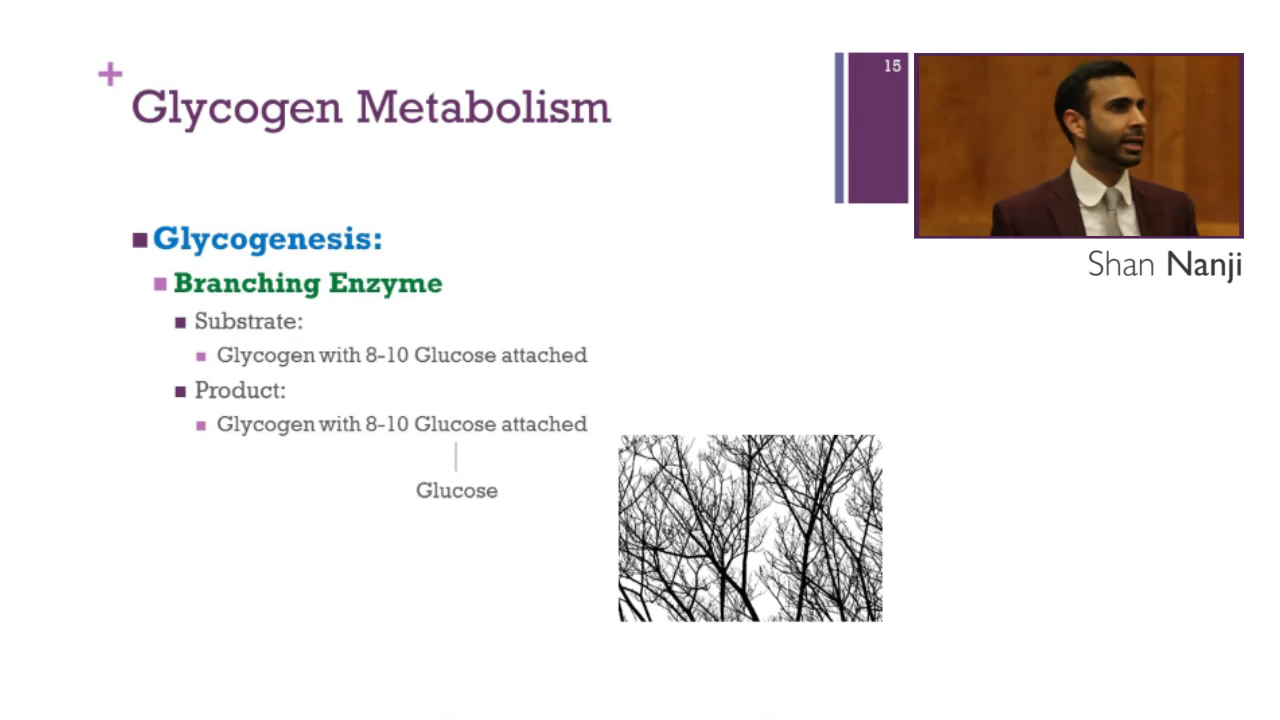 +
Glycogen Metabolism
15
Shan Nanji
Glycogenesis:
Branching Enzyme
Substrate:
Glycogen with 8-10 Glucose attached
Product:
Glycogen with 8-10 Glucose attached
Glucose